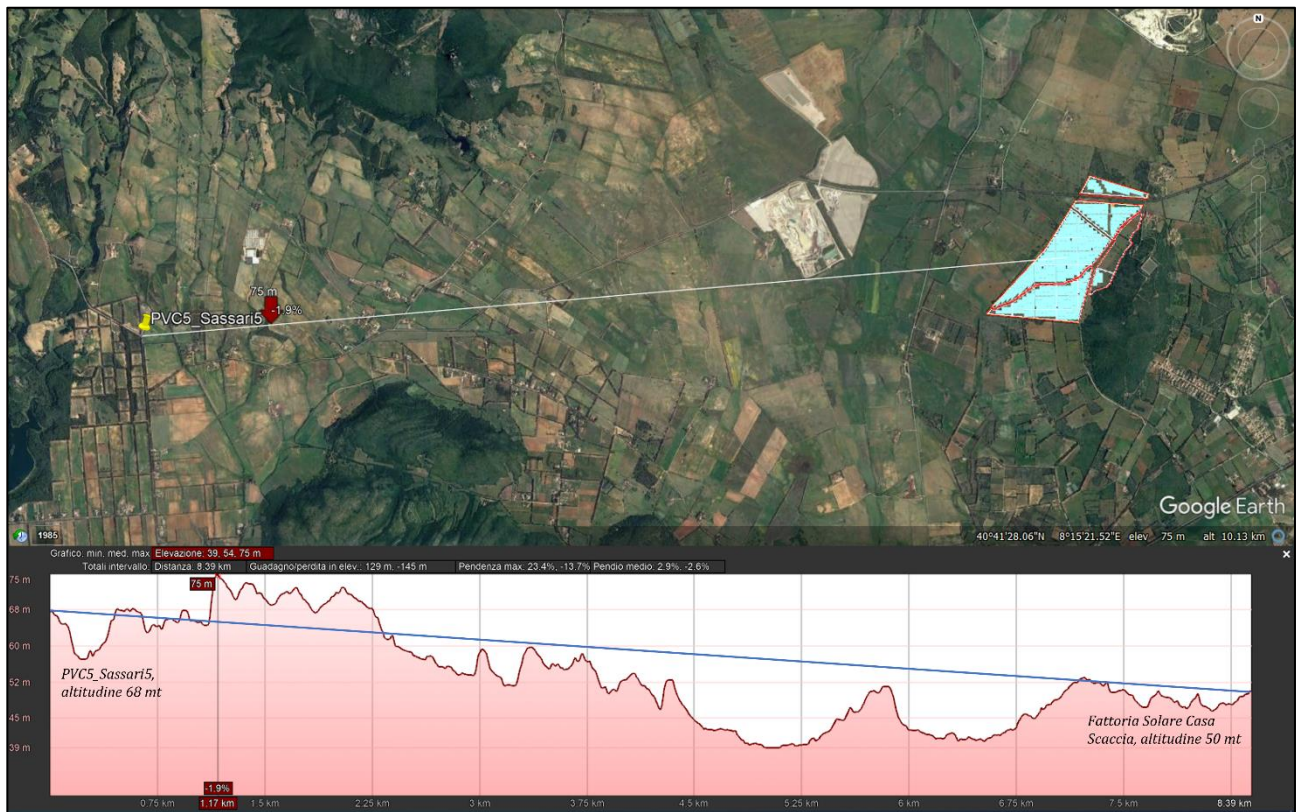 N
75 m
-1.9%
PVC5_Sassari5
Google Earth
1985
40°41'28.06"N 8°15'21.52"E elev 75 m alt 10.13 km
Grafico: min. med. max Elevazione: 39, 54, 75 m
Totali intervallo: Distanza: 8.39 km Guadagno/perdita in elev.: 129 m, -145 m Pendenza max: 23.4%, -13.7% Pendio medio: 2.9%, -2.6%
75 m
75 m
68 m
60 m
52 m
45 m
39 m
PVC5_Sassari5,
altitudine 68 mt
Fattoria Solare Casa
Scaccia, altitudine 50 mt
-1.9%
0.75 km 1.17 km 1.5 km 2.25 km 3 km 3.75 km 4.5 km 5.25 km 6 km 6.75 km 7.5 km 8.39 km